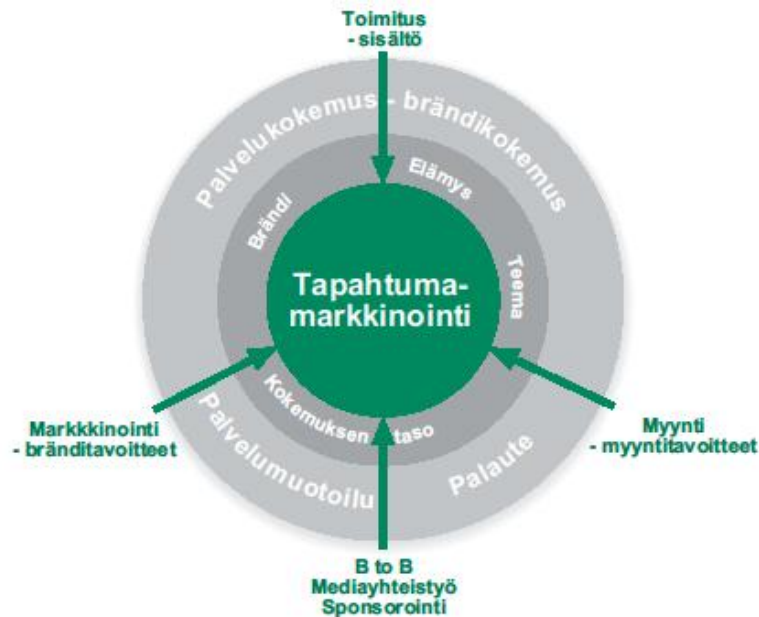 Toimitus
- sisältö
Palvelukokemus - brändikokemus
Brändi
Elämys
Teema
Tapahtuma-
markkinointi
Kokemuksen taso
Markkkinointi
- bränditavoitteet
Palvelumuotoilu
Palaute
Myynti
- myyntitavoitteet
B to B
Mediayhteistyö
Sponsorointi